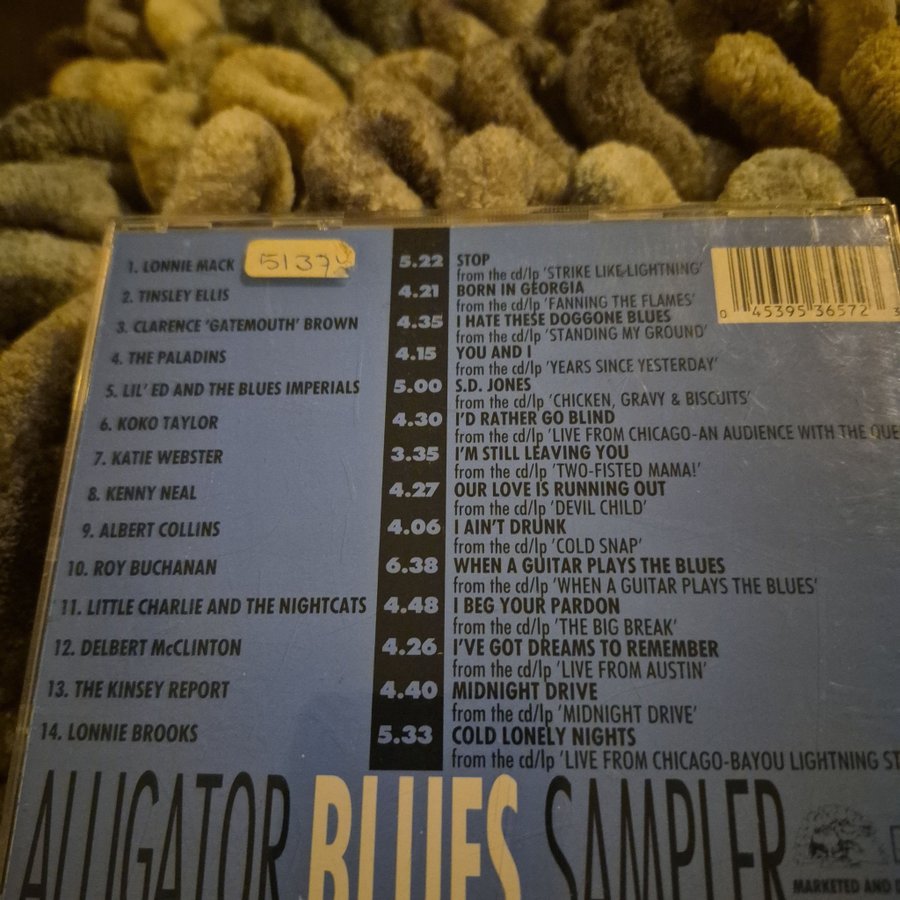 1. LONNIE MACK 5137 5.22 STOP
from the cd/lp 'STRIKE LIKE LIGHTNING'
2. TINSLEY ELLIS 4.21 BORN IN GEORGIA
from the cd/lp 'FANNING THE FLAMES'
3. CLARENCE 'GATEMOUTH' BROWN 4.35 I HATE THESE DOGGONE BLUES
from the cd/lp 'STANDING MY GROUND'
4. THE PALADINS 4.15 YOU AND I
from the cd/lp 'YEARS SINCE YESTERDAY'
5. LIL' ED AND THE BLUES IMPERIALS 5.00 S.D. JONES
from the cd/lp 'CHICKEN, GRAVY & BISCUITS'
6. KOKO TAYLOR 4.30 I'D RATHER GO BLIND
from the cd/lp 'LIVE FROM CHICAGO-AN AUDIENCE WITH THE QUE
7. KATIE WEBSTER 3.35 I'M STILL LEAVING YOU
from the cd/lp 'TWO-FISTED MAMA!'
8. KENNY NEAL 4.27 OUR LOVE IS RUNNING OUT
from the cd/lp 'DEVIL CHILD'
9. ALBERT COLLINS 4.06 I AIN'T DRUNK
from the cd/lp 'COLD SNAP'
10. ROY BUCHANAN 6.38 WHEN A GUITAR PLAYS THE BLUES
from the cd/lp 'WHEN A GUITAR PLAYS THE BLUES'
11. LITTLE CHARLIE AND THE NIGHTCATS 4.48 I BEG YOUR PARDON
from the cd/lp 'THE BIG BREAK'
12. DELBERT McCLINTON 4.26 I'VE GOT DREAMS TO REMEMBER
from the cd/lp 'LIVE FROM AUSTIN'
13. THE KINSEY REPORT 4.40 MIDNIGHT DRIVE
from the cd/lp 'MIDNIGHT DRIVE'
14. LONNIE BROOKS 5.33 COLD LONELY NIGHTS
from the cd/lp 'LIVE FROM CHICAGO-BAYOU LIGHTNING ST
0 45395 36572 3
ALLIGATOR BLUES SAMPLER
MARKETED AND